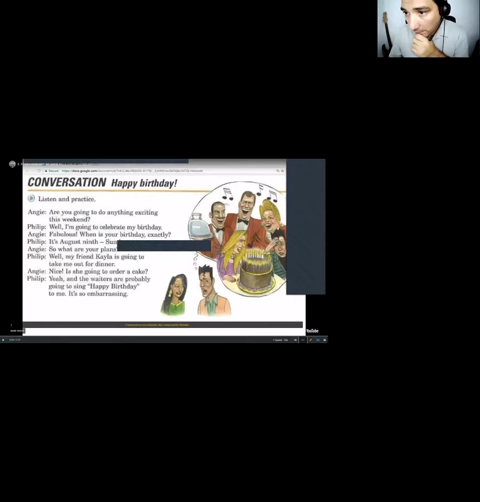 CONVERSATION Happy birthday!
Listen and practice.
Angie: Are you going to do anything exciting
this weekend?
Philip: Well, I'm going to celebrate my birthday.
Angie: Fabulous! When is your birthday, exactly?
Philip: It's August ninth –
Angie: So what are your plans
Philip: Well, my friend Kayla is going to
take me out for dinner.
Angie: Nice! Is she going to order a cake?
Philip: Yeah, and the waiters are probably
going to sing "Happy Birthday"
to me. It's so embarrassing.
YouTube